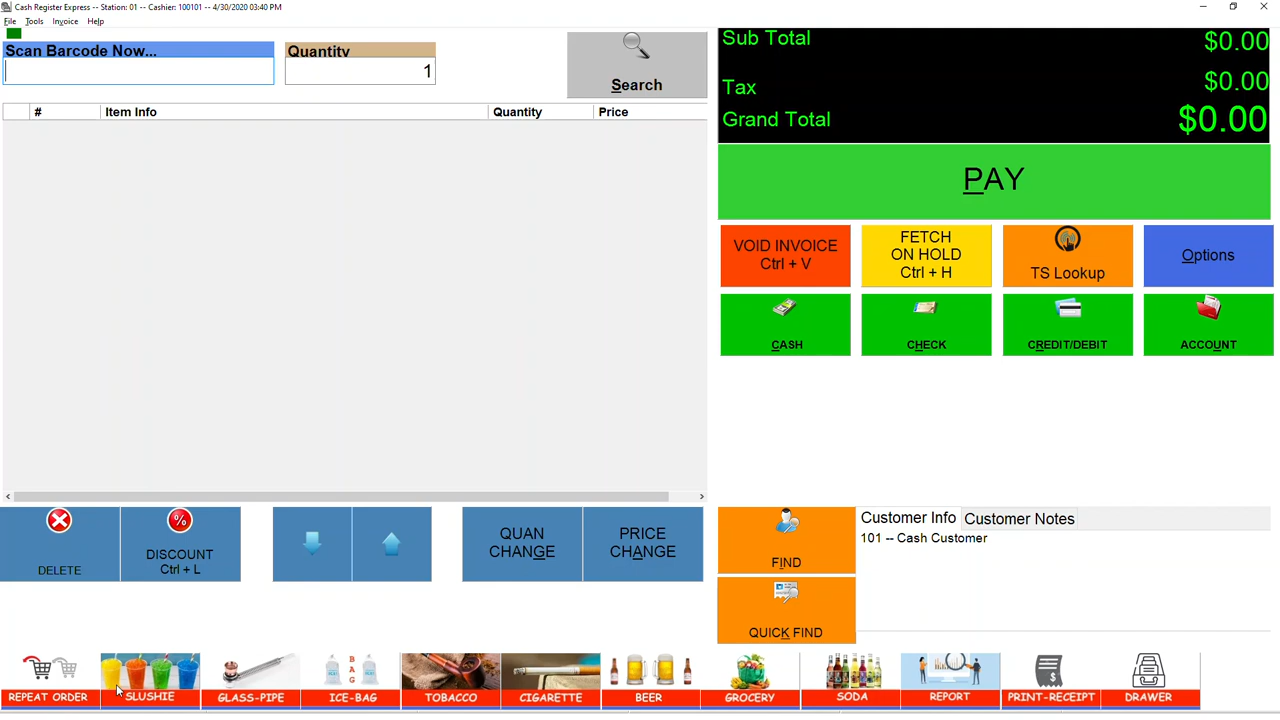 Cash Register Express -- Station: 01 -- Cashier: 100101 -- 4/30/2020 03:40 PM
File Tools Invoice Help
Scan Barcode Now...
Quantity
1
Search
# Item Info Quantity Price
Sub Total $0.00
Tax $0.00
Grand Total $0.00
PAY
VOID INVOICE
Ctrl + V
FETCH
ON HOLD
Ctrl + H
TS Lookup
Options
CASH
CHECK
CREDIT/DEBIT
ACCOUNT
DELETE
DISCOUNT
Ctrl + L
QUAN
CHANGE
PRICE
CHANGE
FIND
QUICK FIND
Customer Info Customer Notes
101 -- Cash Customer
REPEAT ORDER
SLUSHIE
GLASS-PIPE
BAG
ICE-BAG
TOBACCO
CIGARETTE
BEER
GROCERY
SODA
REPORT
$
PRINT-RECEIPT
DRAWER